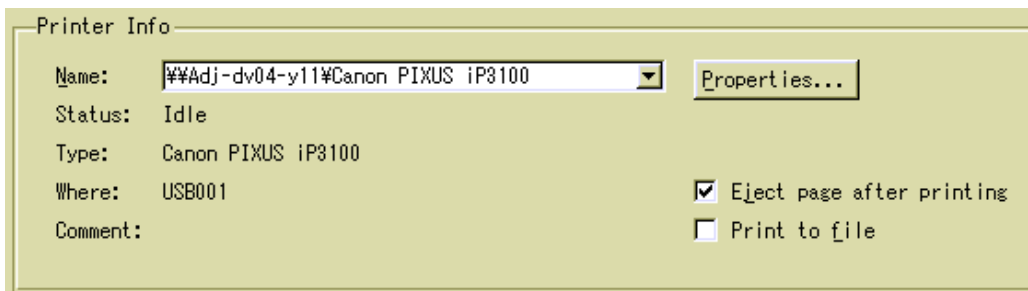 Printer Info
Name: ¥¥Adj-dv04-y11¥Canon PIXUS iP3100 Properties...
Status: Idle
Type: Canon PIXUS iP3100
Where: USB001 Eject page after printing
Comment: Print to file